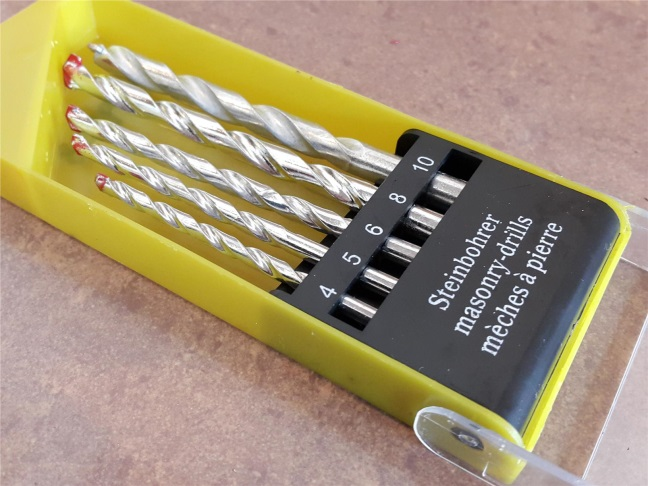 10
8
6
5
4
Steinbohrer
masonry-drills
mèches à pierre